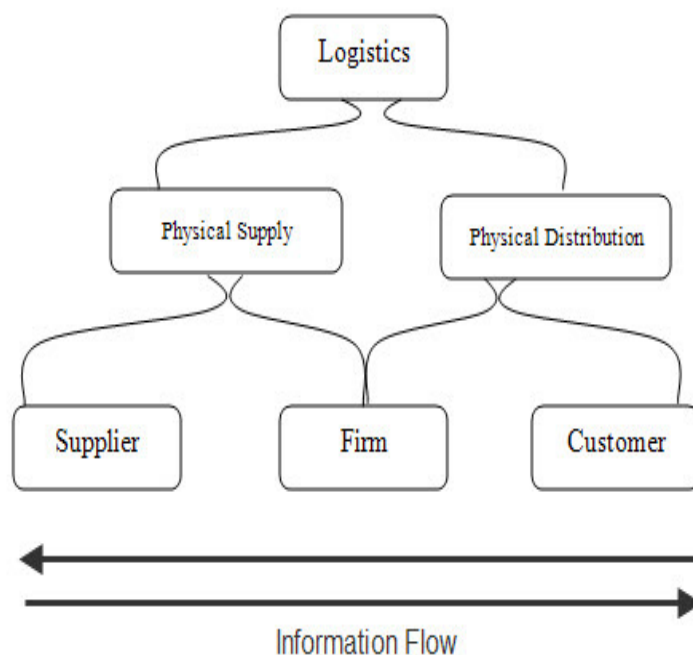 Logistics
Physical Supply
Physical Distribution
Supplier
Firm
Customer
Information Flow